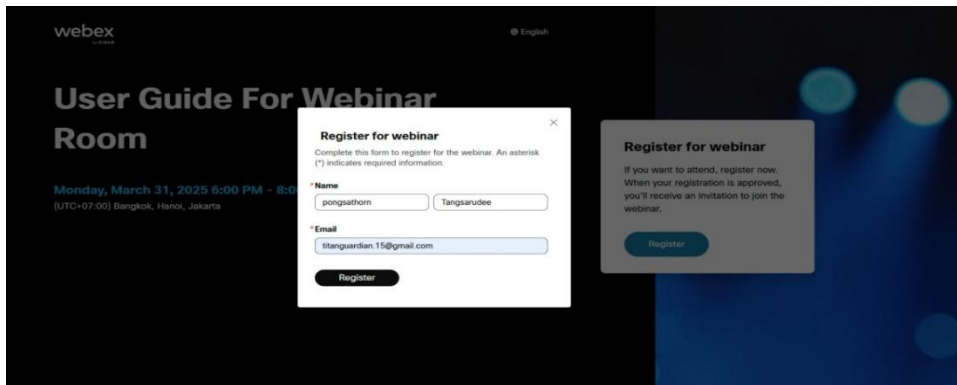 webex
by CISCO
English
User Guide For Webinar
Room
Monday, March 31, 2025 6:00 PM - 8:0
(UTC+07:00) Bangkok, Hanoi, Jakarta
Register for webinar
Complete this form to register for the webinar. An asterisk
(*) indicates required information.
*Name
pongsathorn Tangsarudee
*Email
titanguardian.15@gmail.com
Register
Register for webinar
If you want to attend, register now.
When your registration is approved,
you'll receive an invitation to join the
webinar.
Register